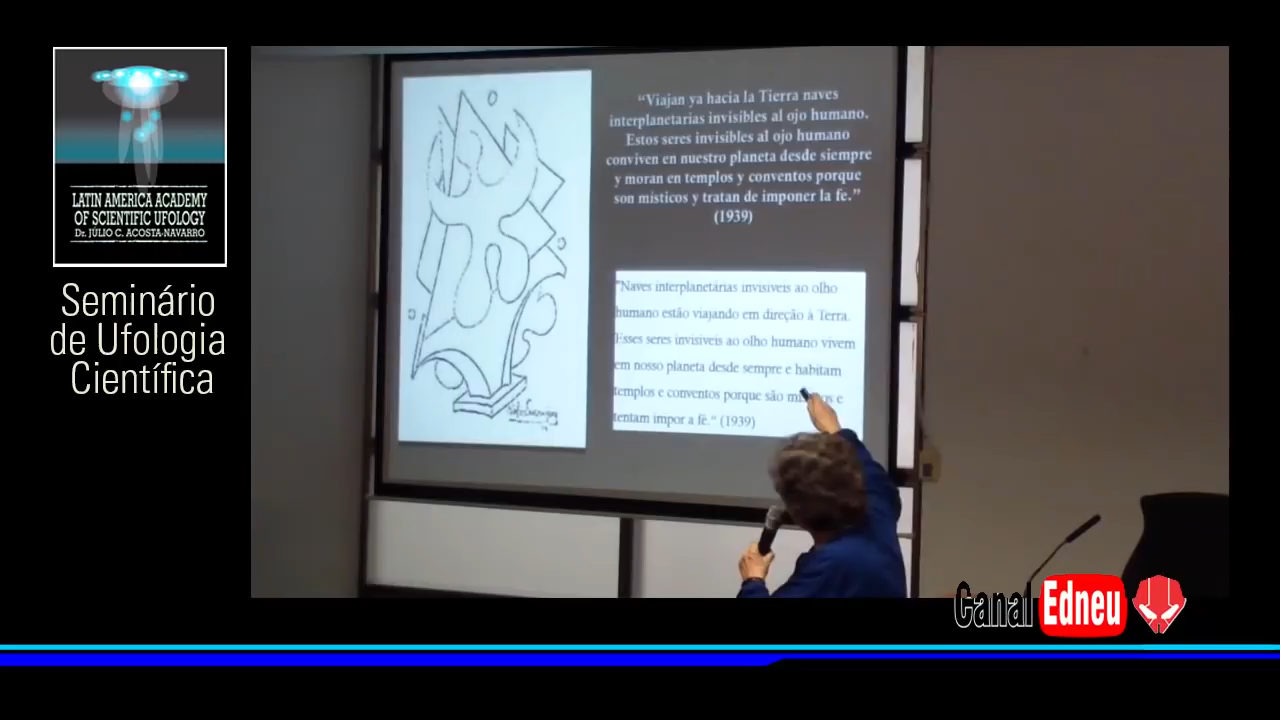 LATIN AMERICA ACADEMY
OF SCIENTIFIC UFOLOGY
Dr. JÚLIO C. ACOSTA-NAVARRO
Seminário
de Ufologia
Científica
“Viajan ya hacia la Tierra naves
interplanetarias invisibles al ojo humano.
Estos seres invisibles al ojo humano
conviven en nuestro planeta desde siempre
y moran en templos y conventos porque
son místicos y tratan de imponer la fe.”
(1939)
"Naves interplanetárias invisíveis ao olho
humano estão viajando em direção à Terra.
Esses seres invisíveis ao olho humano vivem
em nosso planeta desde sempre e habitam
templos e conventos porque são e
tentam impor a fé." (1939)
Canal Edneu